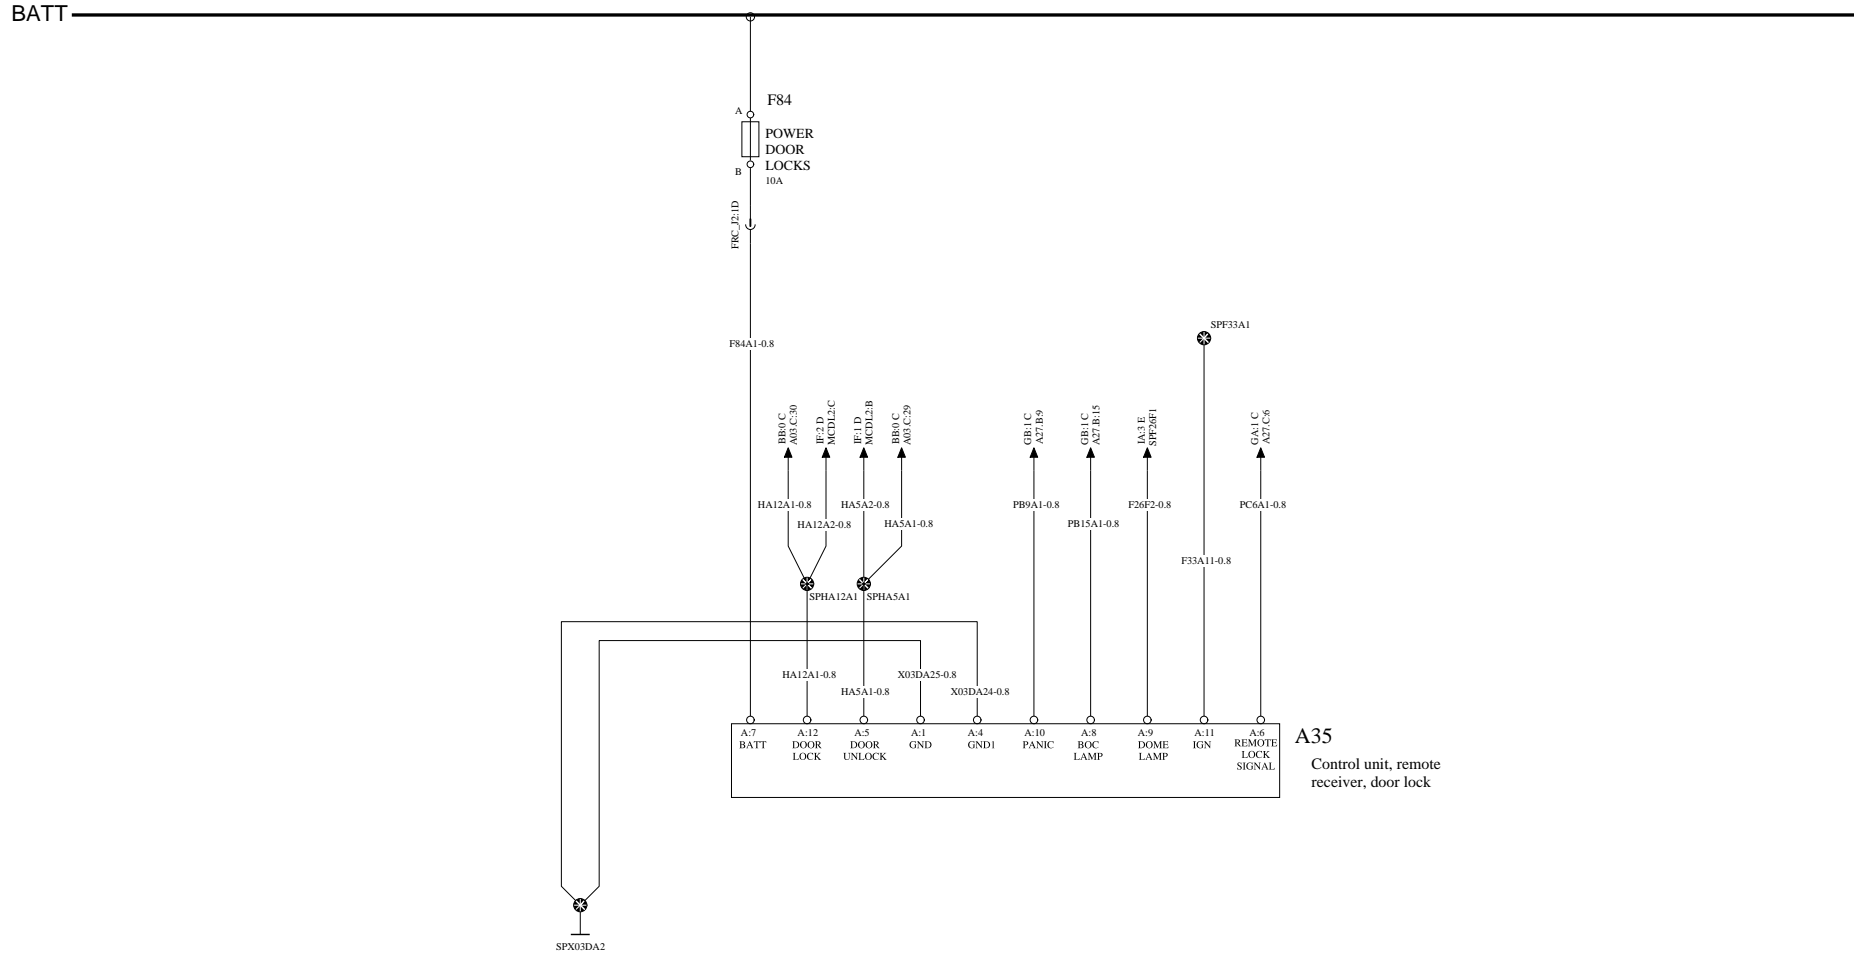 BATT
F84
A
POWER
DOOR
LOCKS
10A
B
FRC_J2:1D
SPF33A1
F84A1-0.8
BB:0 C
A03.C:30
IF:2 D
MCDL2:C
IF:1 D
MCDL2:B
BB:0 C
A03.C:29
GB:1 C
A27.B:9
GB:1 C
A27.B:15
IA:3 E
SPF26F1
GA:1 C
A27.C:6
HA12A1-0.8
HA12A2-0.8
HA5A2-0.8
HA5A1-0.8
PB9A1-0.8
PB15A1-0.8
F26F2-0.8
PC6A1-0.8
F33A11-0.8
SPHA12A1
SPHA5A1
HA12A1-0.8
HA5A1-0.8
X03DA25-0.8
X03DA24-0.8
A:7
BATT
A:12
DOOR
LOCK
A:5
DOOR
UNLOCK
A:1
GND
A:4
GND1
A:10
PANIC
A:8
BOC
LAMP
A:9
DOME
LAMP
A:11
IGN
A:6
REMOTE
LOCK
SIGNAL
A35
Control unit, remote
receiver, door lock
SPX03DA2